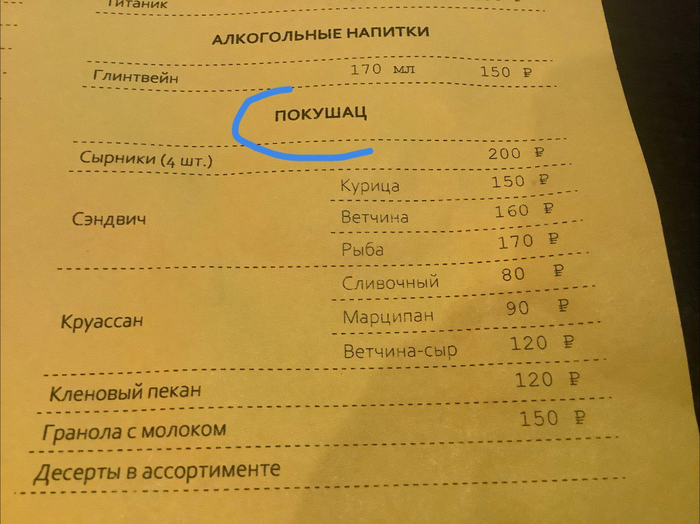 Титаник
АЛКОГОЛЬНЫЕ НАПИТКИ
Глинтвейн 170 мл 150 ₽
ПОКУШАЦ
Сырники (4 шт.) 200 ₽
Сэндвич
Курица 150 ₽
Ветчина 160 ₽
Рыба 170 ₽
Круассан
Сливочный 80 ₽
Марципан 90 ₽
Ветчина-сыр 120 ₽
Кленовый пекан 120 ₽
Гранола с молоком 150 ₽
Десерты в ассортименте